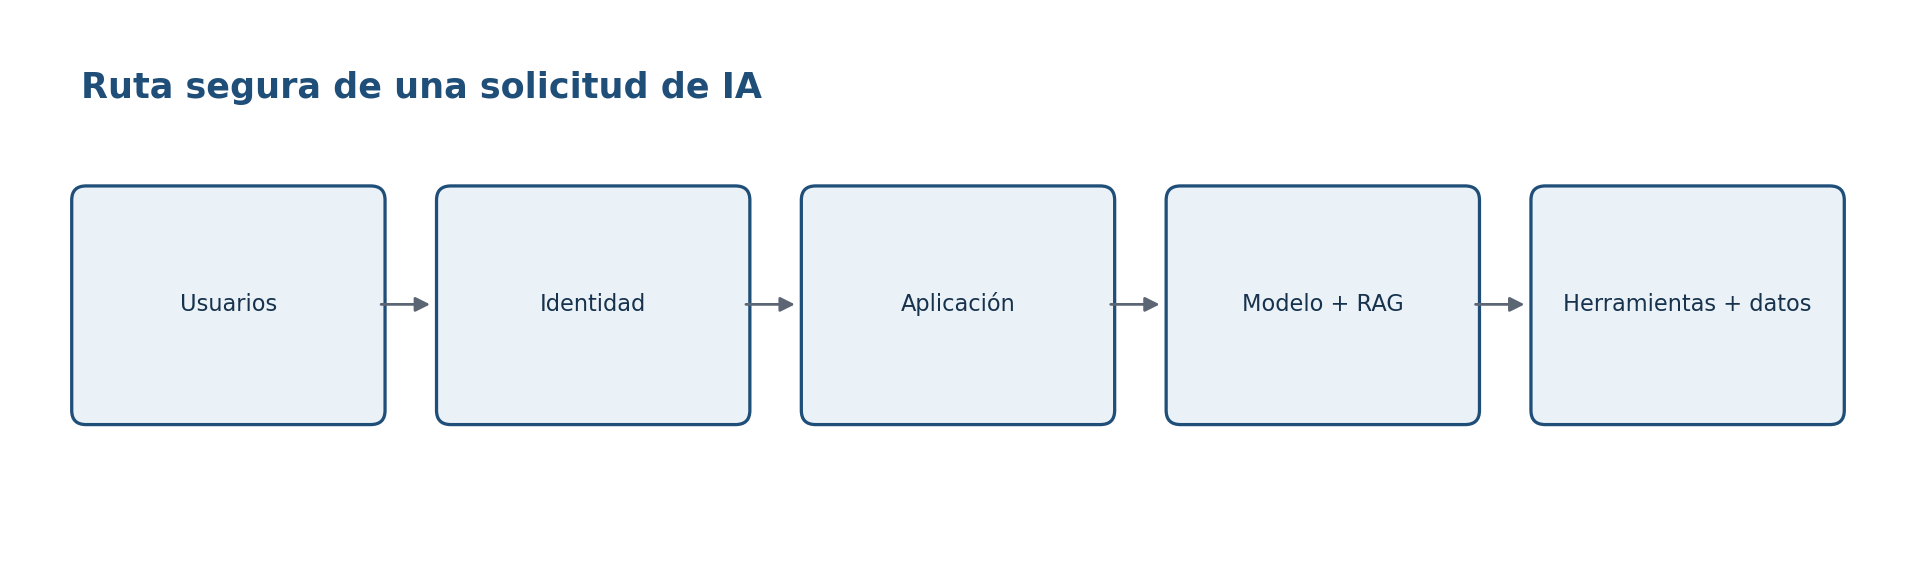 Ruta segura de una solicitud de IA
Usuarios
Identidad
Aplicación
Modelo + RAG
Herramientas + datos